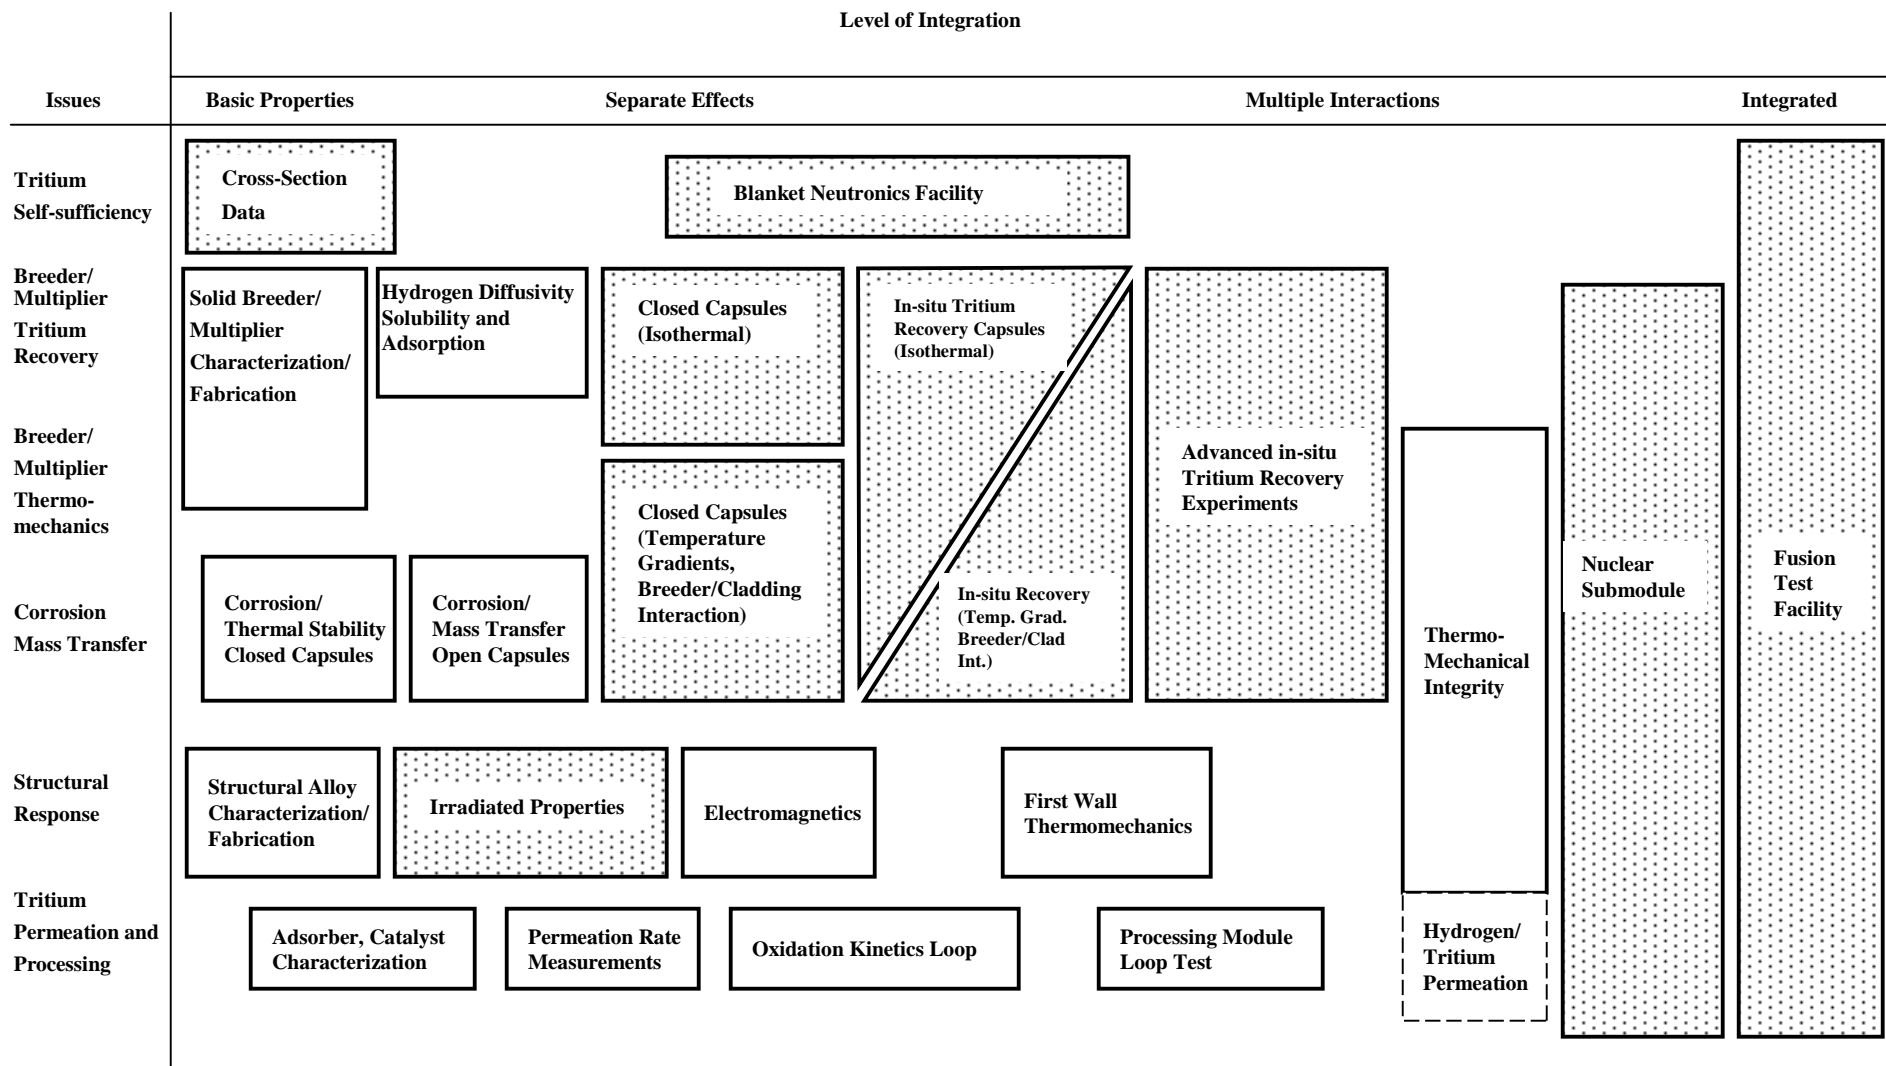 Level of Integration
Issues
Basic Properties
Separate Effects
Multiple Interactions
Integrated
Tritium
Self-sufficiency
Cross-Section
Data
Blanket Neutronics Facility
Breeder/
Multiplier
Tritium
Recovery
Solid Breeder/
Multiplier
Characterization/
Fabrication
Hydrogen Diffusivity
Solubility and
Adsorption
Closed Capsules
(Isothermal)
In-situ Tritium
Recovery Capsules
(Isothermal)
Breeder/
Multiplier
Thermo-
mechanics
Closed Capsules
(Temperature
Gradients,
Breeder/Cladding
Interaction)
Advanced in-situ
Tritium Recovery
Experiments
Corrosion
Mass Transfer
Corrosion/
Thermal Stability
Closed Capsules
Corrosion/
Mass Transfer
Open Capsules
In-situ Recovery
(Temp. Grad.
Breeder/Clad
Int.)
Thermo-
Mechanical
Integrity
Nuclear
Submodule
Fusion
Test
Facility
Structural
Response
Structural Alloy
Characterization/
Fabrication
Irradiated Properties
Electromagnetics
First Wall
Thermomechanics
Tritium
Permeation and
Processing
Adsorber, Catalyst
Characterization
Permeation Rate
Measurements
Oxidation Kinetics Loop
Processing Module
Loop Test
Hydrogen/
Tritium
Permeation